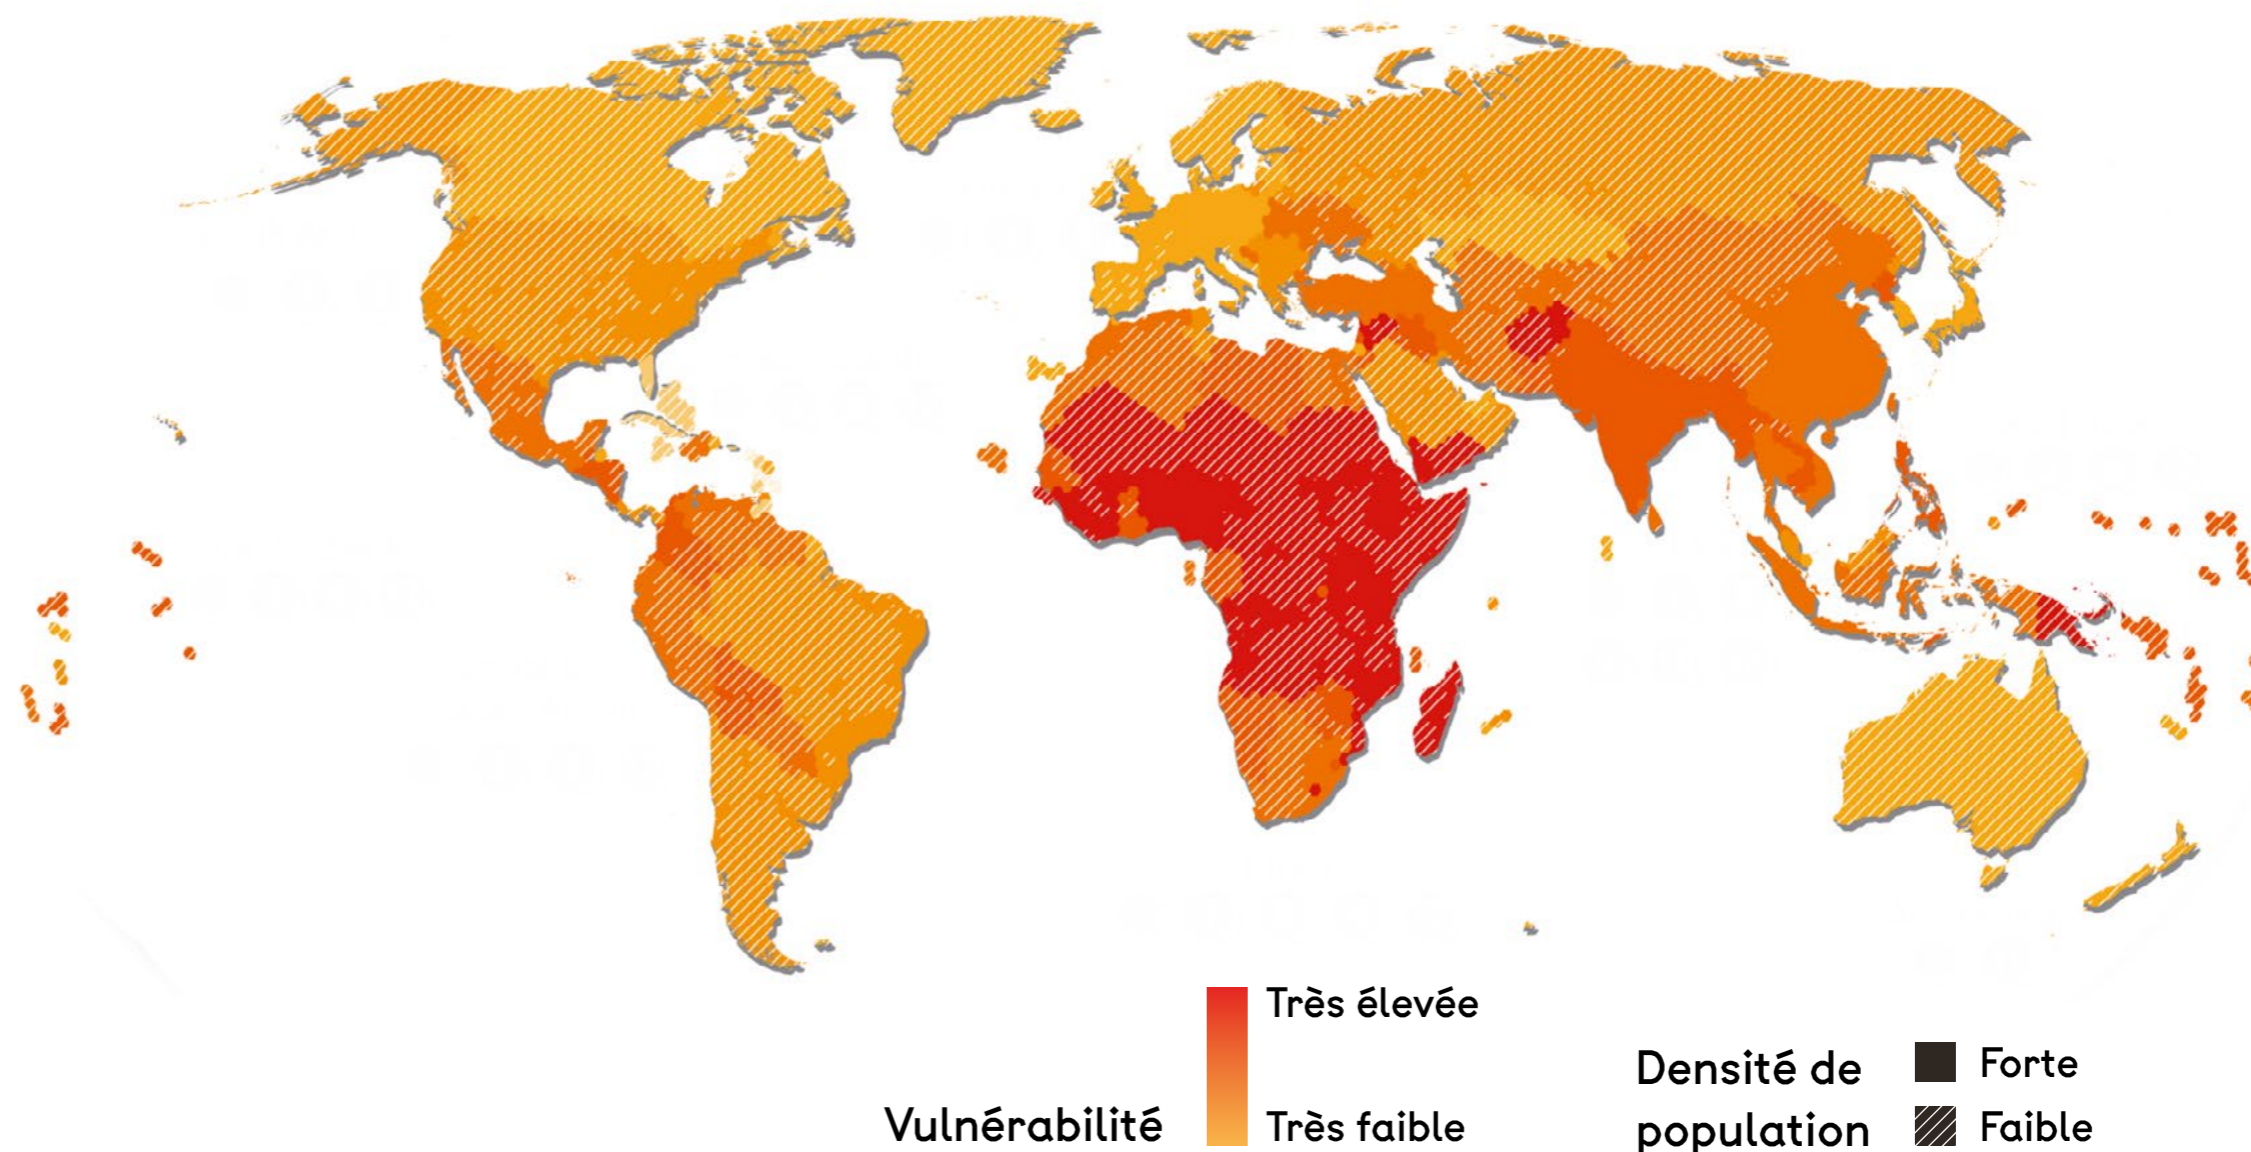 Très élevée
Vulnérabilité
Très faible
Densité de
population
Forte
Faible